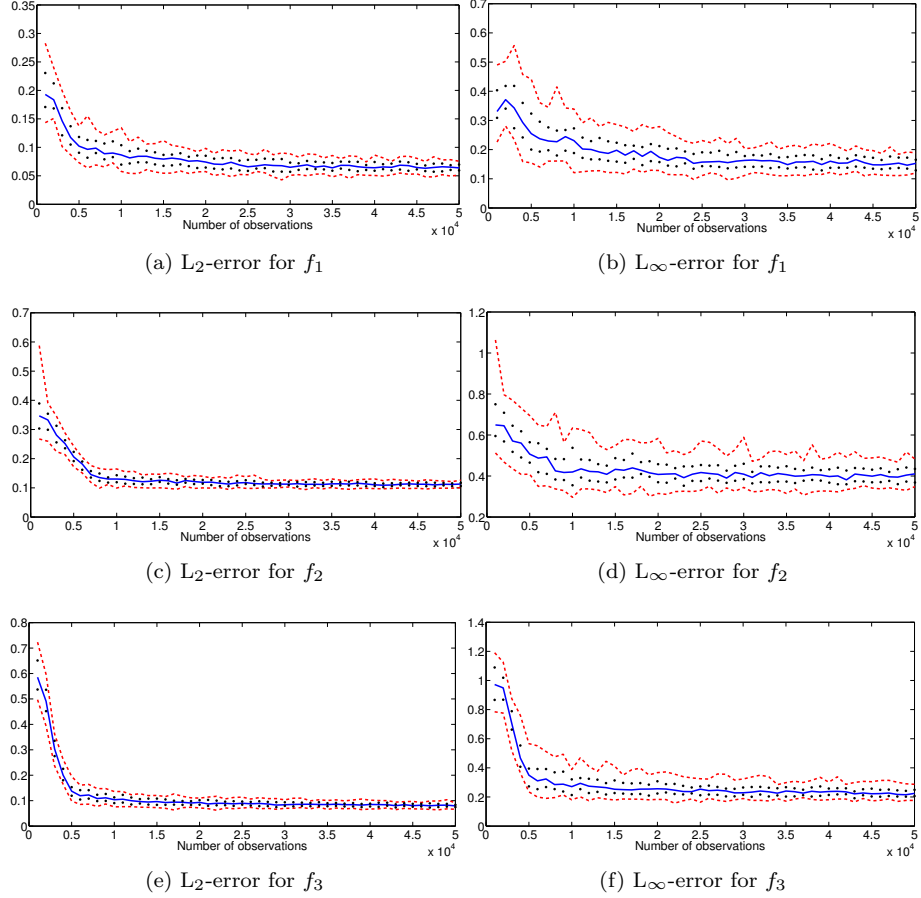 0.35
0.3
0.25
0.2
0.15
0.1
0.05
0
0 0.5 1 1.5 2 2.5 3 3.5 4 4.5 5
Number of observations
x 10^4
(a) L₂-error for f₁
0.7
0.6
0.5
0.4
0.3
0.2
0.1
0
0 0.5 1 1.5 2 2.5 3 3.5 4 4.5 5
Number of observations
x 10^4
(b) L∞-error for f₁
0.7
0.6
0.5
0.4
0.3
0.2
0.1
0
0 0.5 1 1.5 2 2.5 3 3.5 4 4.5 5
Number of observations
x 10^4
(c) L₂-error for f₂
1.2
1
0.8
0.6
0.4
0.2
0 0.5 1 1.5 2 2.5 3 3.5 4 4.5 5
Number of observations
x 10^4
(d) L∞-error for f₂
0.8
0.7
0.6
0.5
0.4
0.3
0.2
0.1
0
0 0.5 1 1.5 2 2.5 3 3.5 4 4.5 5
Number of observations
x 10^4
(e) L₂-error for f₃
1.4
1.2
1
0.8
0.6
0.4
0.2
0
0 0.5 1 1.5 2 2.5 3 3.5 4 4.5 5
Number of observations
x 10^4
(f) L∞-error for f₃